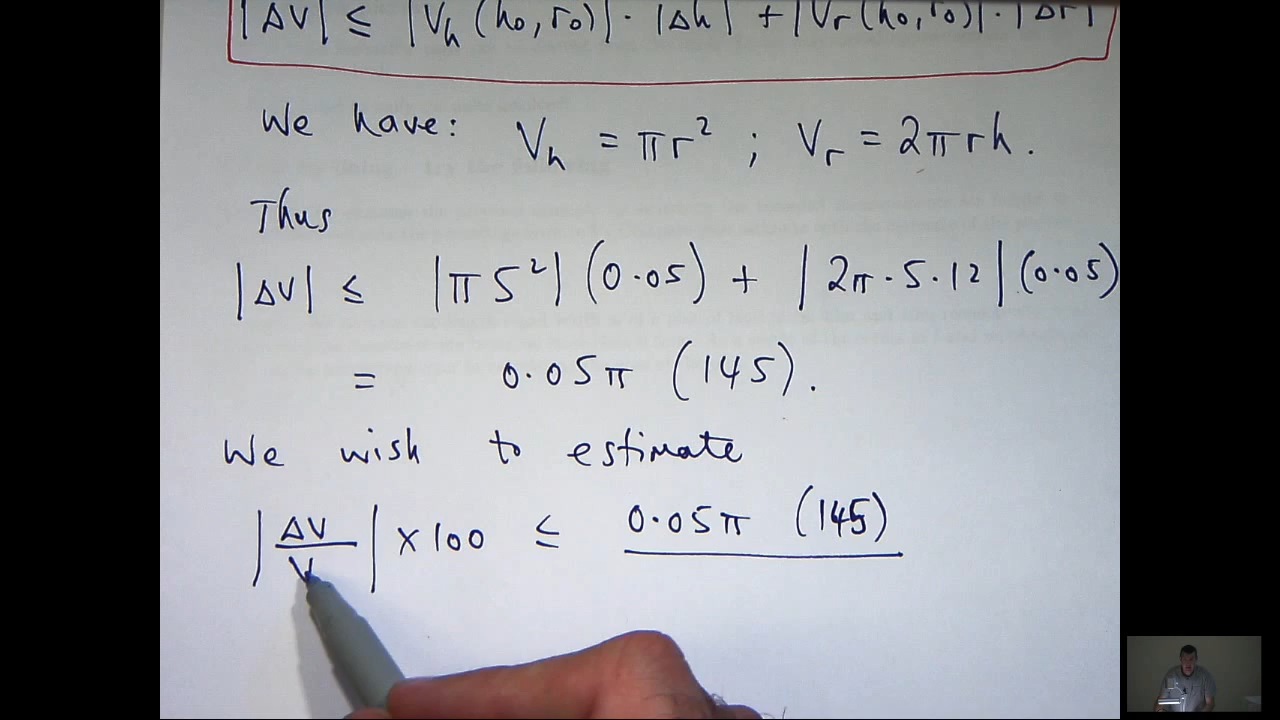 |ΔV| ≤ |V_h (h₀, r₀)| · |Δh| + |V_r (h₀, r₀)| · |Δr|
We have: V_h = πr² ; V_r = 2πrh.
Thus
|ΔV| ≤ |π5²| (0.05) + |2π·5·12| (0.05)
= 0.05π (145).
We wish to estimate
|ΔV/V| × 100 ≤ 0.05π (145)